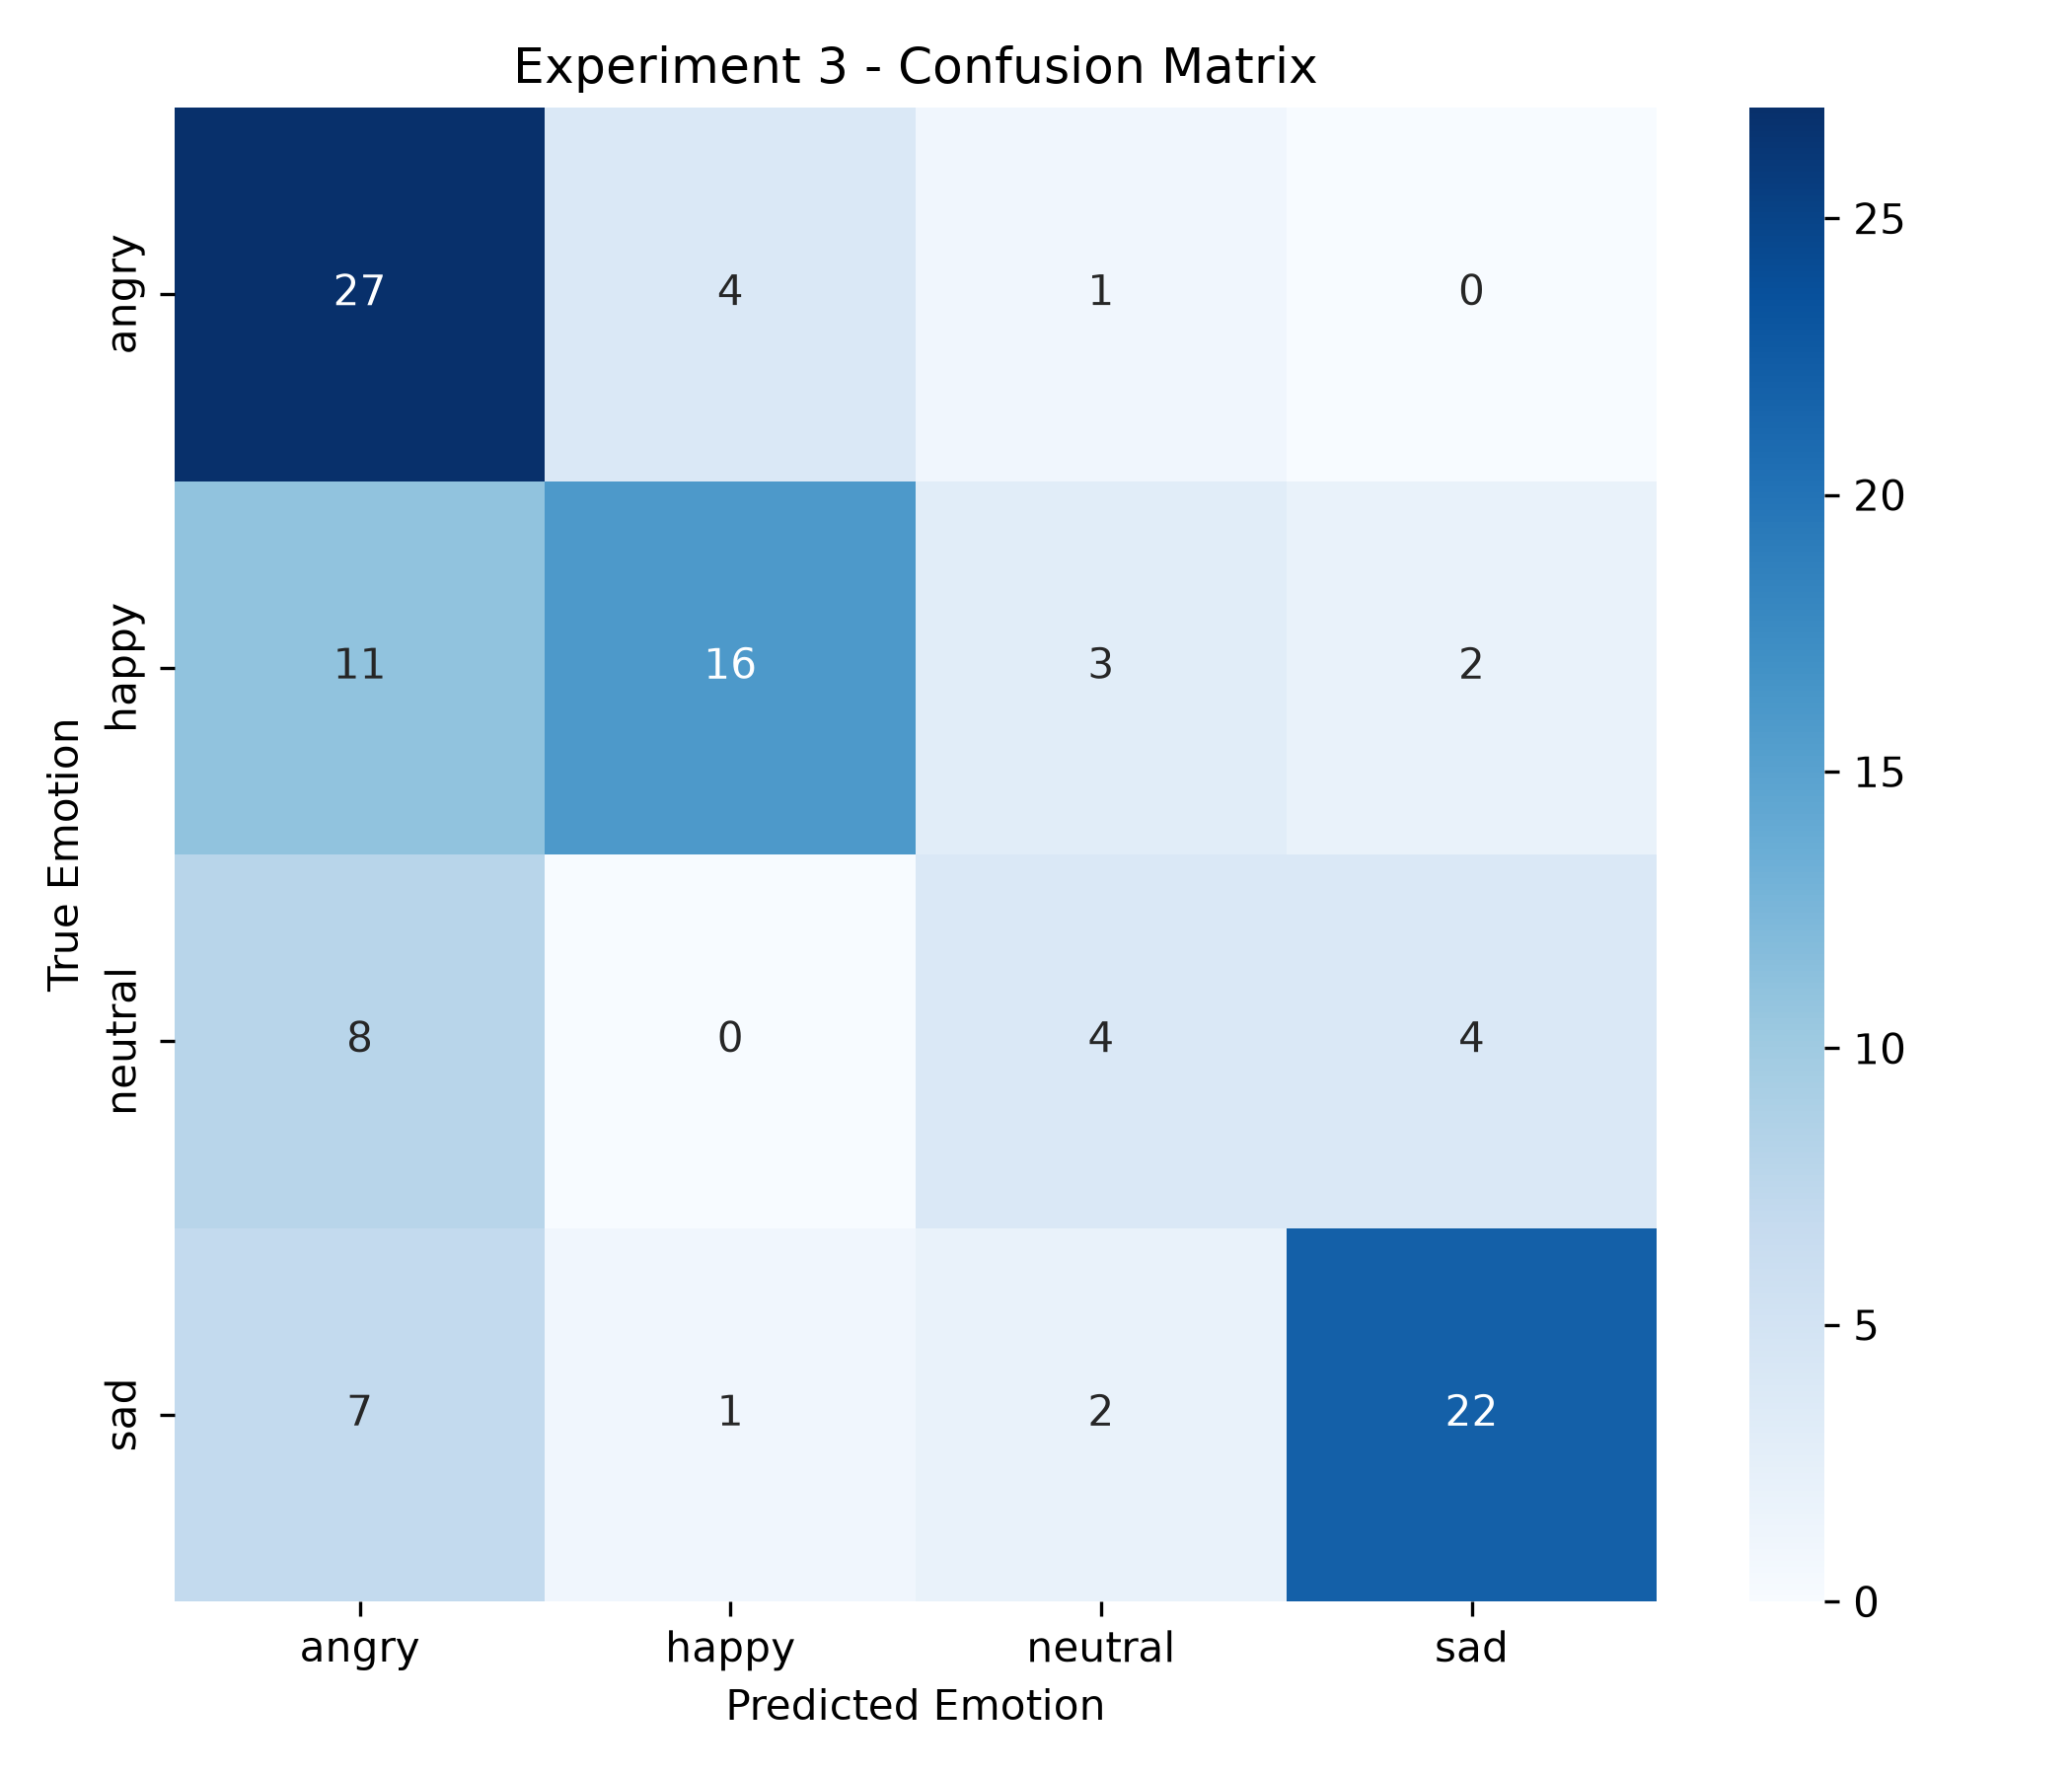 Experiment 3 - Confusion Matrix
True Emotion
angry
27 4 1 0
happy
11 16 3 2
neutral
8 0 4 4
sad
7 1 2 22
angry happy neutral sad
Predicted Emotion
25
20
15
10
5
0